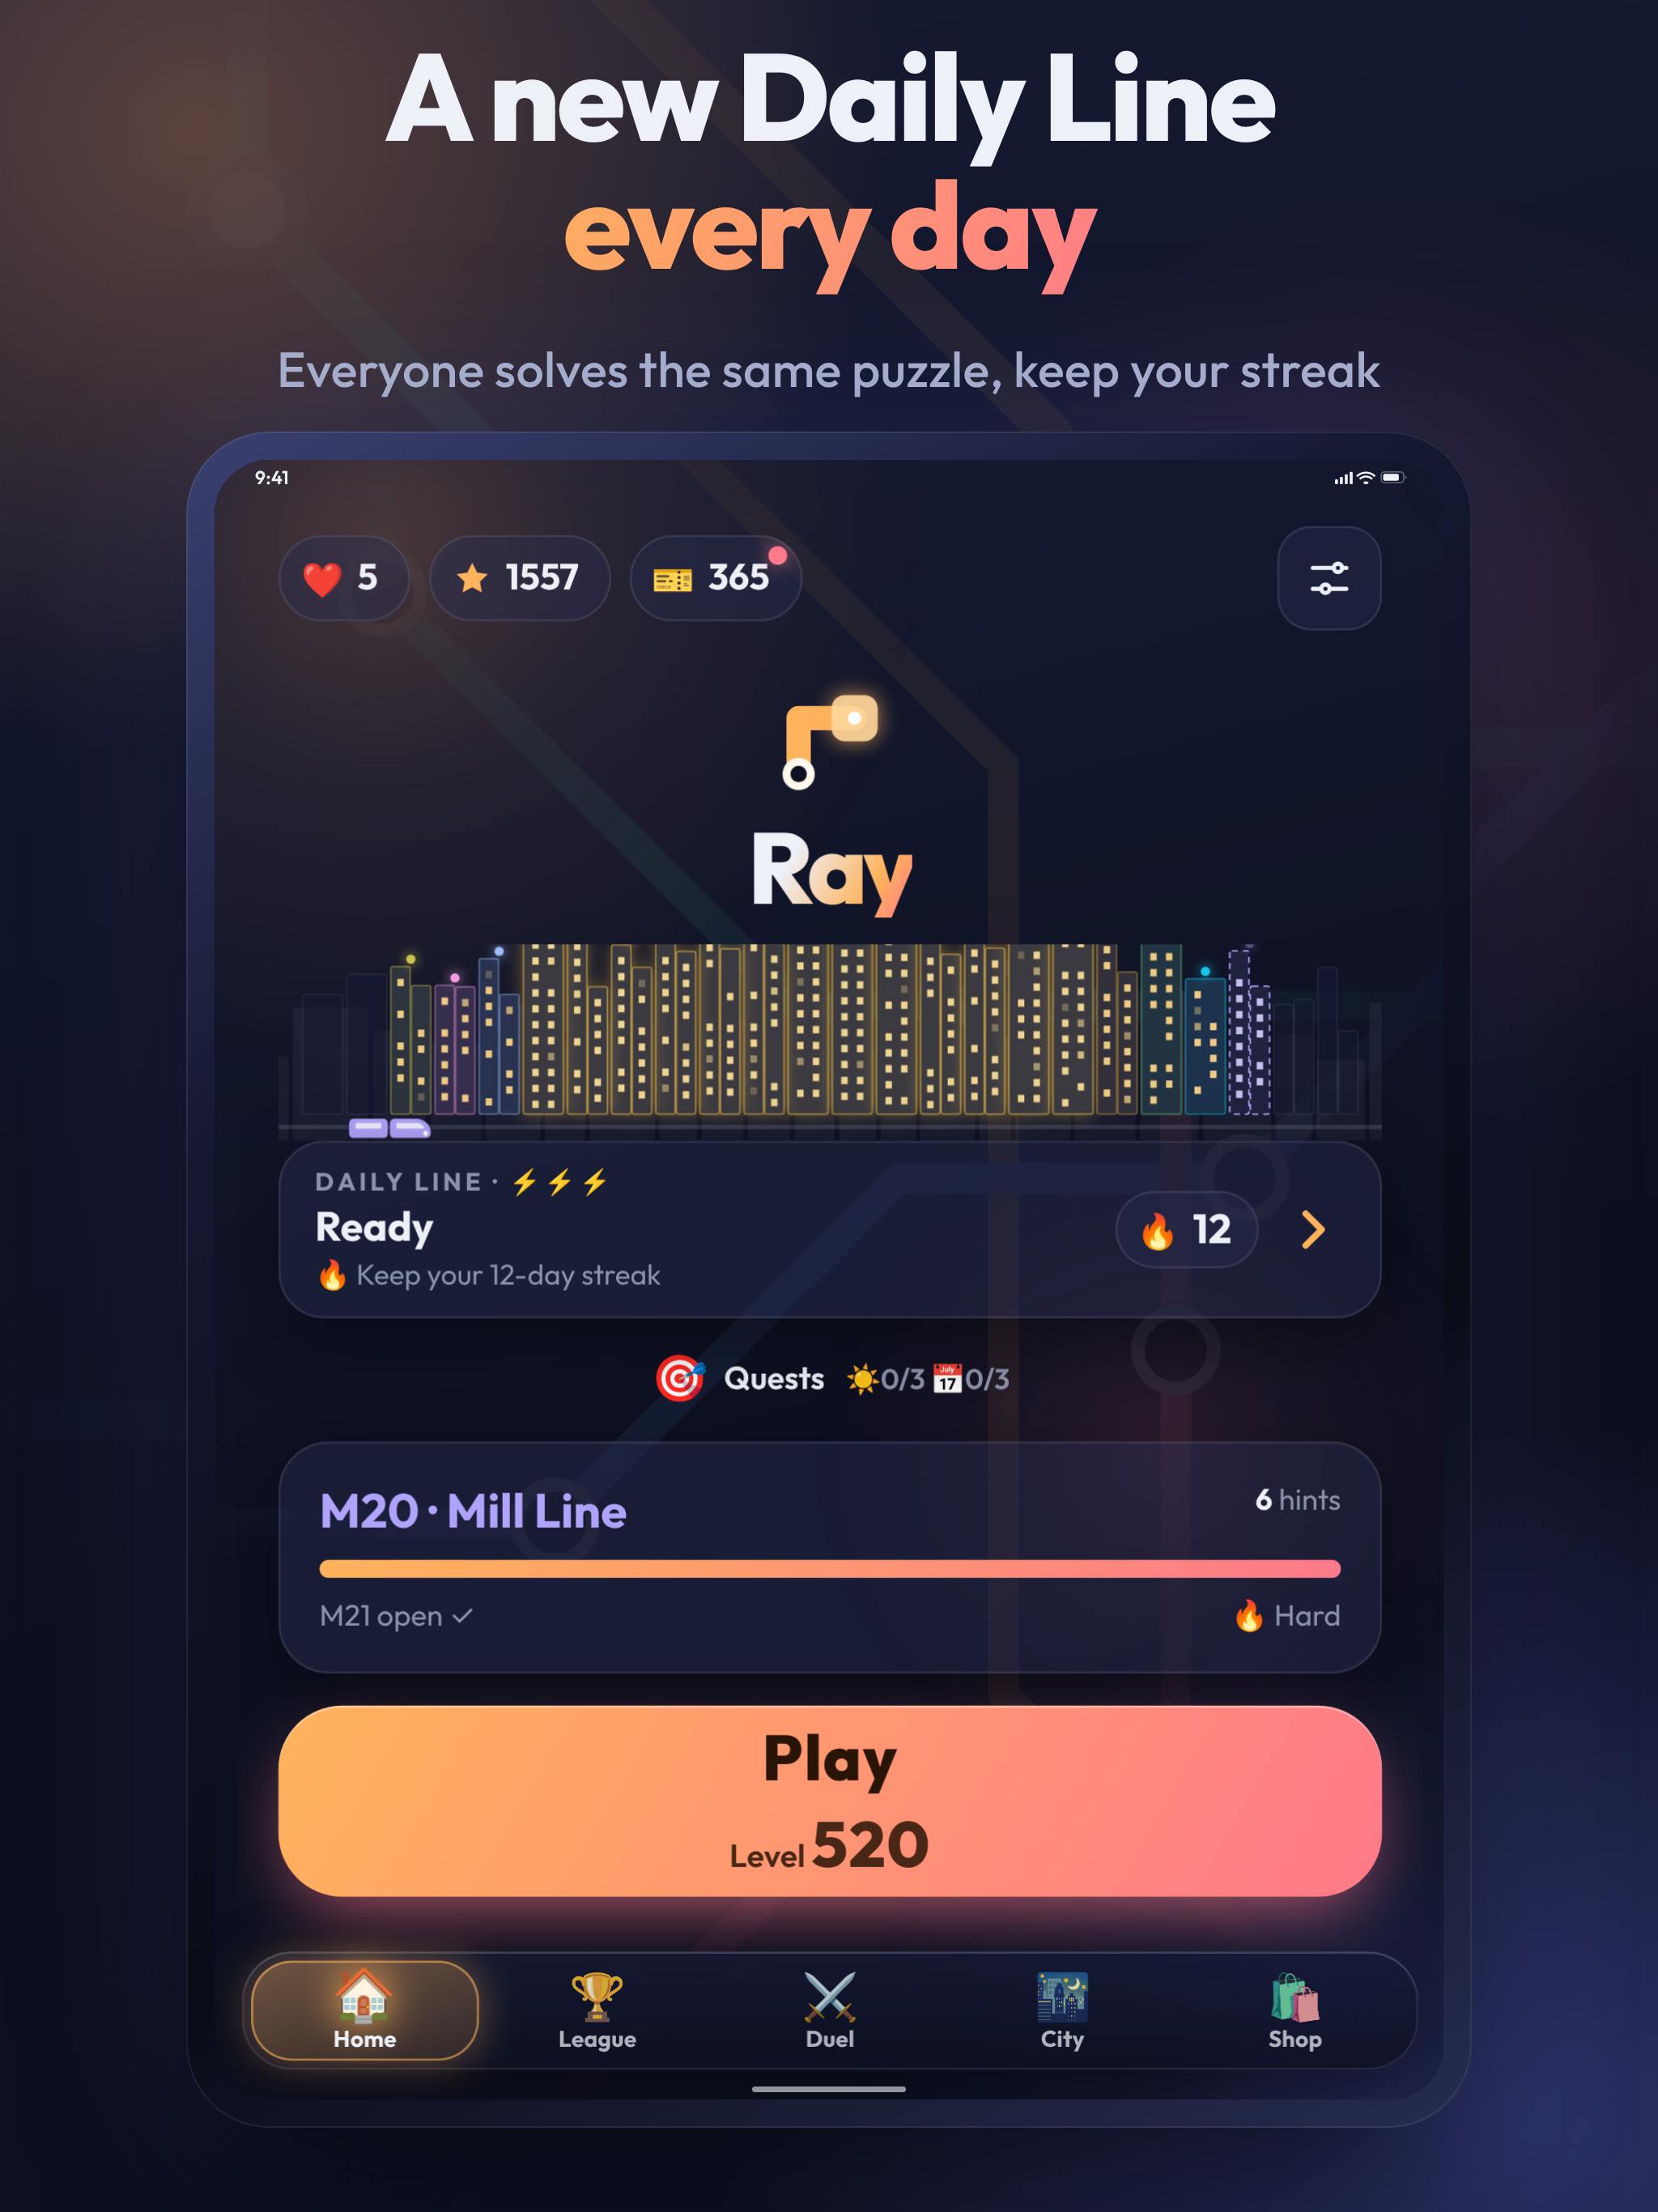 A new Daily Line
every day
Everyone solves the same puzzle, keep your streak
9:41
❤️ 5 ⭐ 1557 🎫 365
Ray
DAILY LINE · ⚡⚡⚡
Ready
🔥 12
🔥 Keep your 12-day streak
🎯 Quests ☀️0/3 📅0/3
M20 · Mill Line
6 hints
M21 open ✓
🔥 Hard
Play
Level 520
Home League Duel City Shop